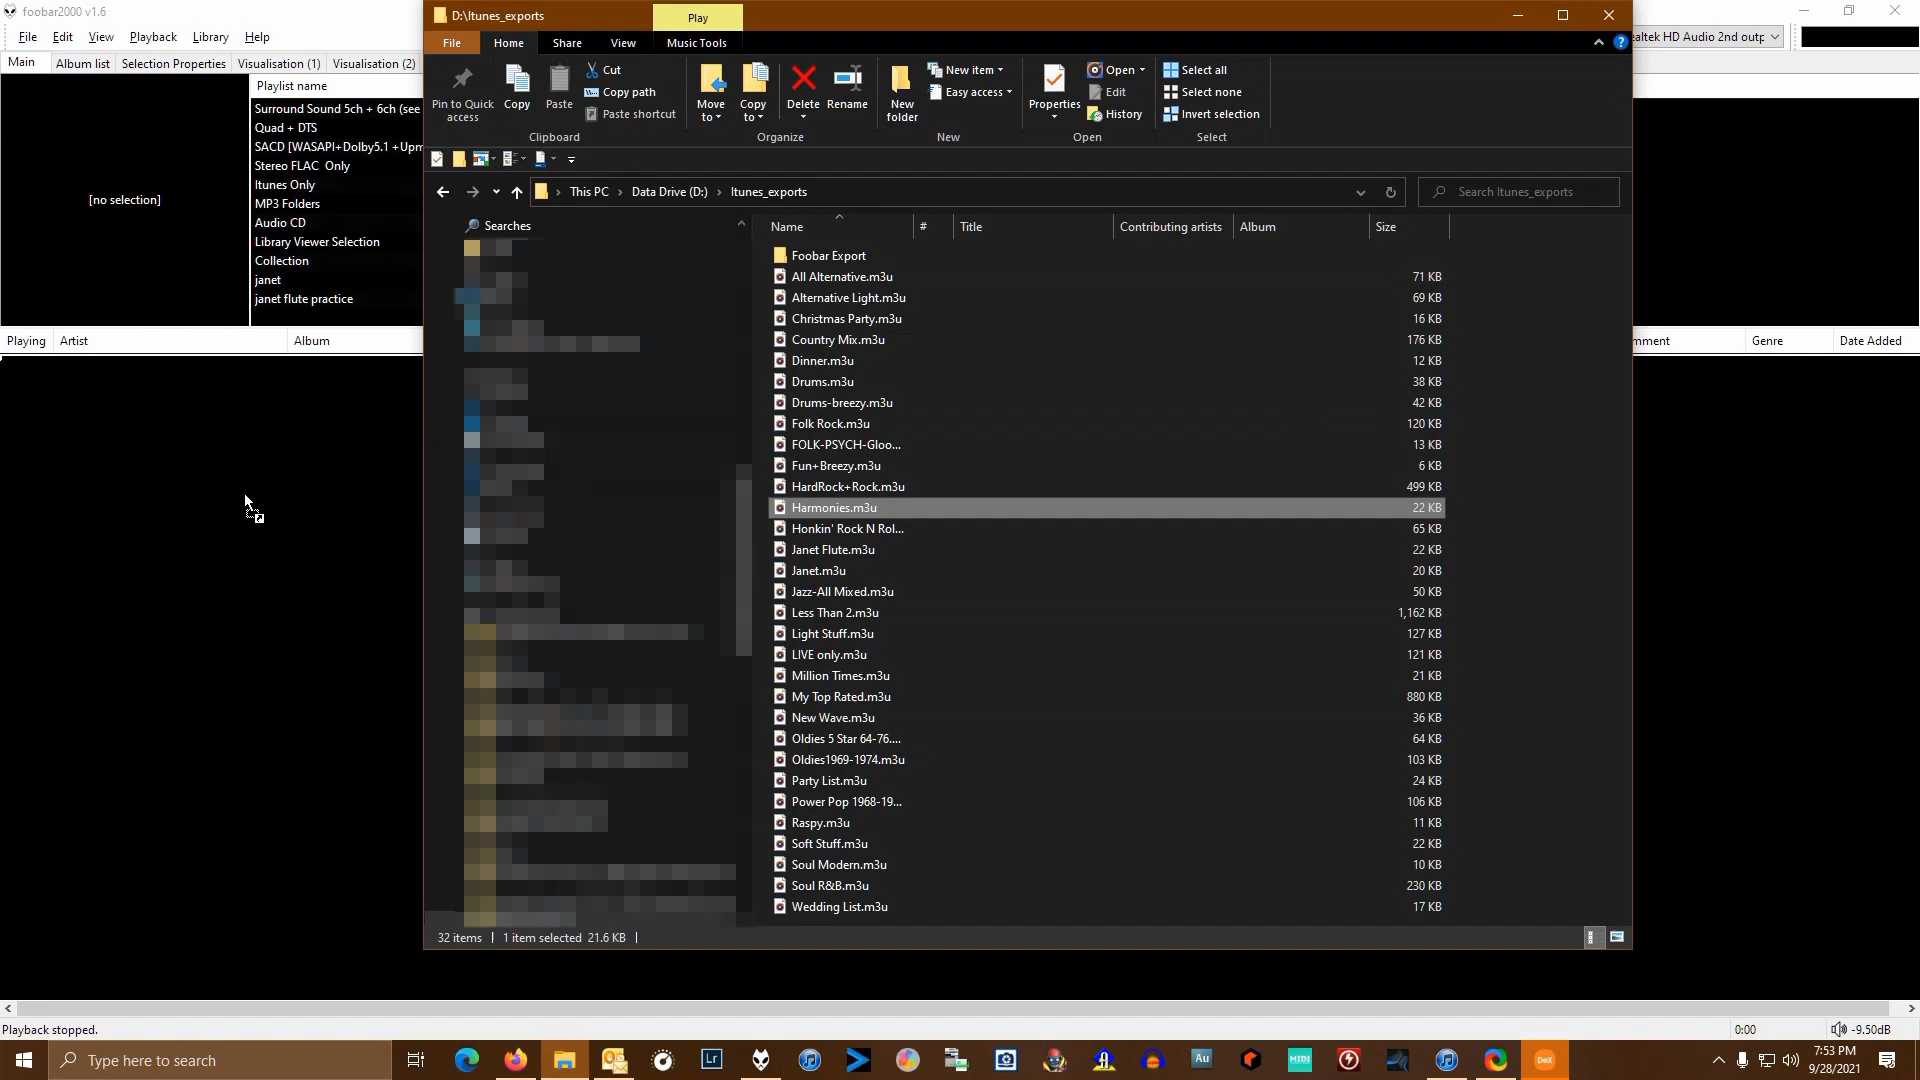 foobar2000 v1.6
File Edit View Playback Library Help
Main Album list Selection Properties Visualisation (1) Visualisation (2)
[no selection]
Playlist name
Surround Sound 5ch + 6ch (see
Quad + DTS
SACD [WASAPI+Dolby5.1 +Upm
Stereo FLAC Only
Itunes Only
MP3 Folders
Audio CD
Library Viewer Selection
Collection
janet
janet flute practice
Playing Artist Album
D:\Itunes_exports
Play
File Home Share View Music Tools
Pin to Quick access
Copy
Paste
Cut
Copy path
Paste shortcut
Clipboard
Move to
Copy to
Delete
Rename
Organize
New folder
New item
Easy access
New
Properties
Open
Edit
History
Open
Select all
Select none
Invert selection
Select
This PC Data Drive (D:) Itunes_exports
Search Itunes_exports
Searches
Name # Title Contributing artists Album Size
Foobar Export
All Alternative.m3u 71 KB
Alternative Light.m3u 69 KB
Christmas Party.m3u 16 KB
Country Mix.m3u 176 KB
Dinner.m3u 12 KB
Drums.m3u 38 KB
Drums-breezy.m3u 42 KB
Folk Rock.m3u 120 KB
FOLK-PSYCH-Gloo... 13 KB
Fun+Breezy.m3u 6 KB
HardRock+Rock.m3u 499 KB
Harmonies.m3u 22 KB
Honkin' Rock N Rol... 65 KB
Janet Flute.m3u 22 KB
Janet.m3u 20 KB
Jazz-All Mixed.m3u 50 KB
Less Than 2.m3u 1,162 KB
Light Stuff.m3u 127 KB
LIVE only.m3u 121 KB
Million Times.m3u 21 KB
My Top Rated.m3u 880 KB
New Wave.m3u 36 KB
Oldies 5 Star 64-76.... 64 KB
Oldies1969-1974.m3u 103 KB
Party List.m3u 24 KB
Power Pop 1968-19... 106 KB
Raspy.m3u 11 KB
Soft Stuff.m3u 22 KB
Soul Modern.m3u 10 KB
Soul R&B.m3u 230 KB
Wedding List.m3u 17 KB
32 items 1 item selected 21.6 KB
ealtek HD Audio 2nd outp
mment Genre Date Added
Playback stopped.
0:00
-9.50dB
Type here to search
Lr
Au
MIDI
DeX
7:53 PM
9/28/2021